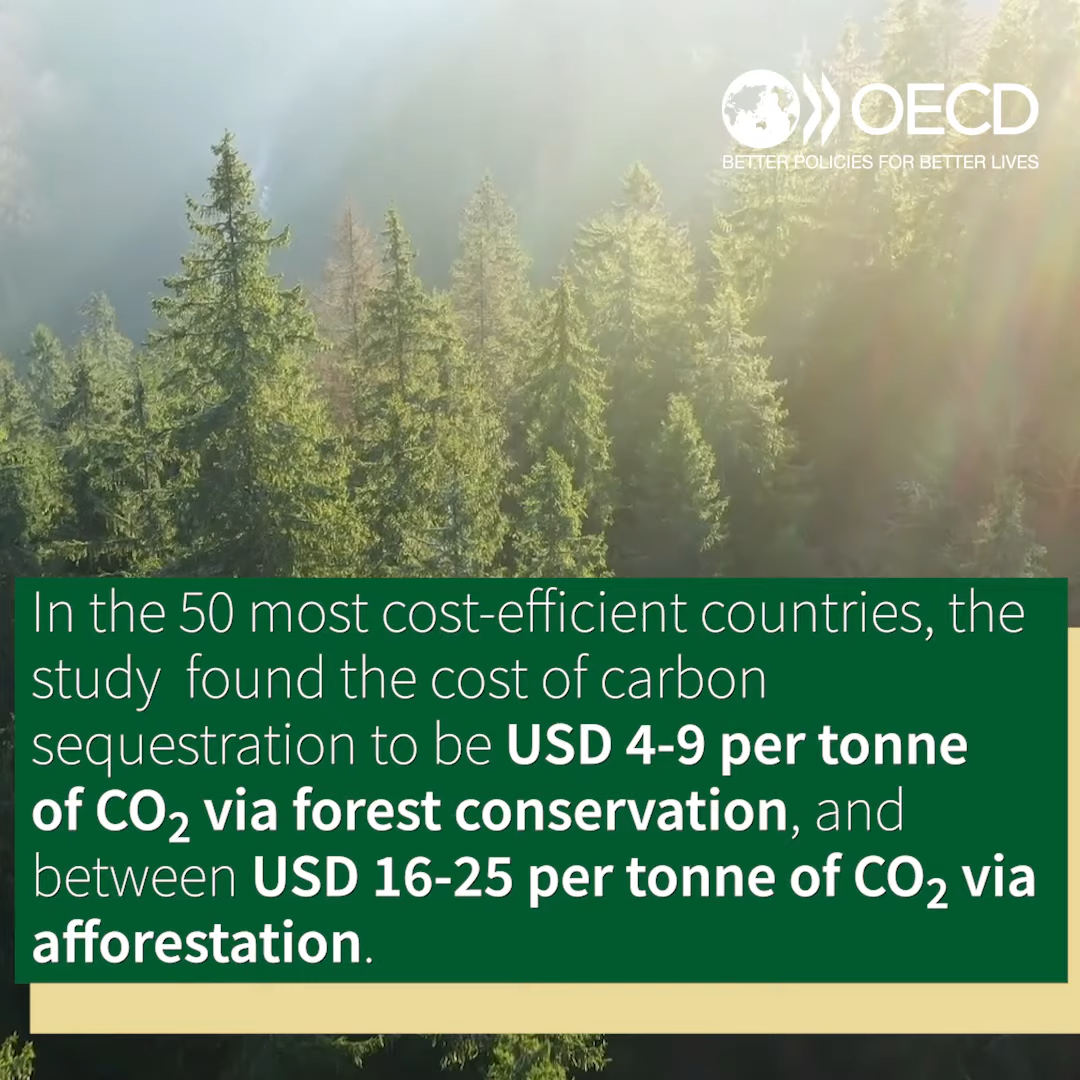 OECD
BETTER POLICIES FOR BETTER LIVES
In the 50 most cost-efficient countries, the
study  found the cost of carbon
sequestration to be USD 4-9 per tonne
of CO₂ via forest conservation, and
between USD 16-25 per tonne of CO₂ via
afforestation.